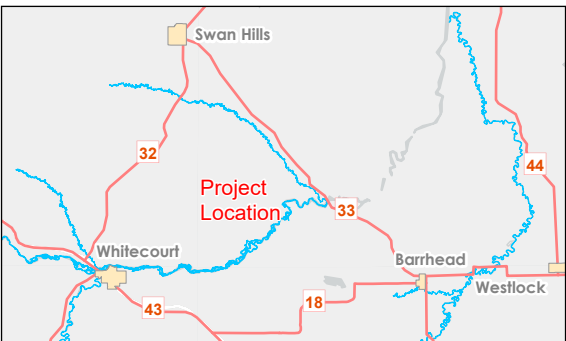 Swan Hills
32
44
Project
Location
33
Whitecourt
Barrhead
Westlock
43
18